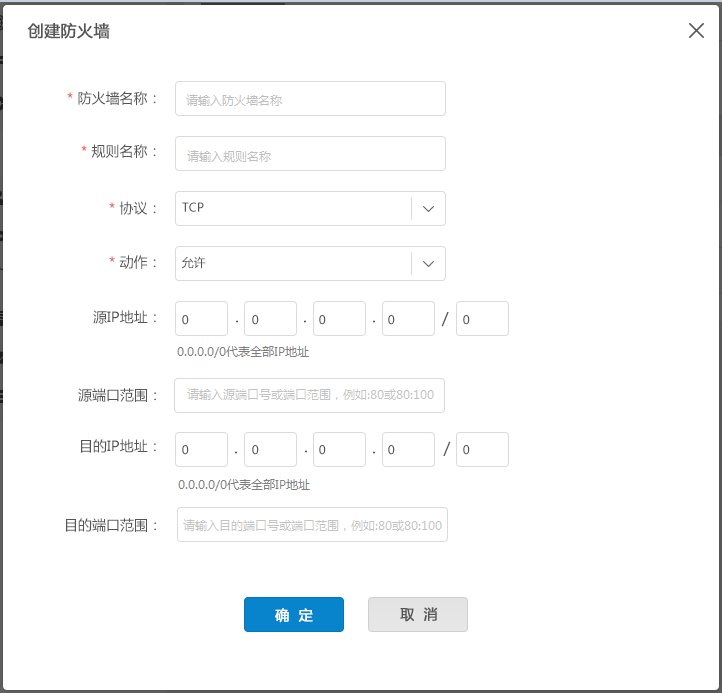 创建防火墙
* 防火墙名称： 请输入防火墙名称
* 规则名称： 请输入规则名称
* 协议： TCP
* 动作： 允许
源IP地址： 0 . 0 . 0 . 0 / 0
0.0.0.0/0代表全部IP地址
源端口范围： 请输入源端口号或端口范围，例如:80或80:100
目的IP地址： 0 . 0 . 0 . 0 / 0
0.0.0.0/0代表全部IP地址
目的端口范围： 请输入目的端口号或端口范围，例如:80或80:100
确 定 取 消